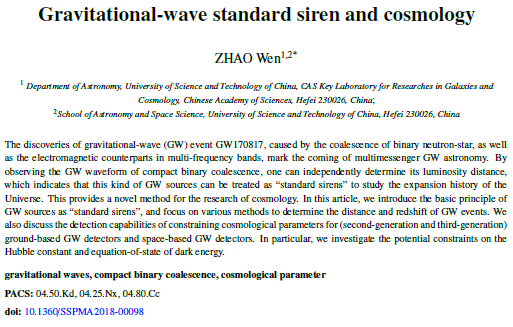 Gravitational-wave standard siren and cosmology
ZHAO Wen1,2*
1 Department of Astronomy, University of Science and Technology of China, CAS Key Laboratory for Researches in Galaxies and
Cosmology, Chinese Academy of Sciences, Hefei 230026, China;
2School of Astronomy and Space Science, University of Science and Technology of China, Hefei 230026, China
The discoveries of gravitational-wave (GW) event GW170817, caused by the coalescence of binary neutron-star, as well
as the electromagnetic counterparts in multi-frequency bands, mark the coming of multimessenger GW astronomy. By
observing the GW waveform of compact binary coalescence, one can independently determine its luminosity distance,
which indicates that this kind of GW sources can be treated as “standard sirens” to study the expansion history of the
Universe. This provides a novel method for the research of cosmology. In this article, we introduce the basic principle of
GW sources as “standard sirens”, and focus on various methods to determine the distance and redshift of GW events. We
also discuss the detection capabilities of constraining cosmological parameters for (second-generation and third-generation)
ground-based GW detectors and space-based GW detectors. In particular, we investigate the potential constraints on the
Hubble constant and equation-of-state of dark energy.
gravitational waves, compact binary coalescence, cosmological parameter
PACS: 04.50.Kd, 04.25.Nx, 04.80.Cc
doi: 10.1360/SSPMA2018-00098